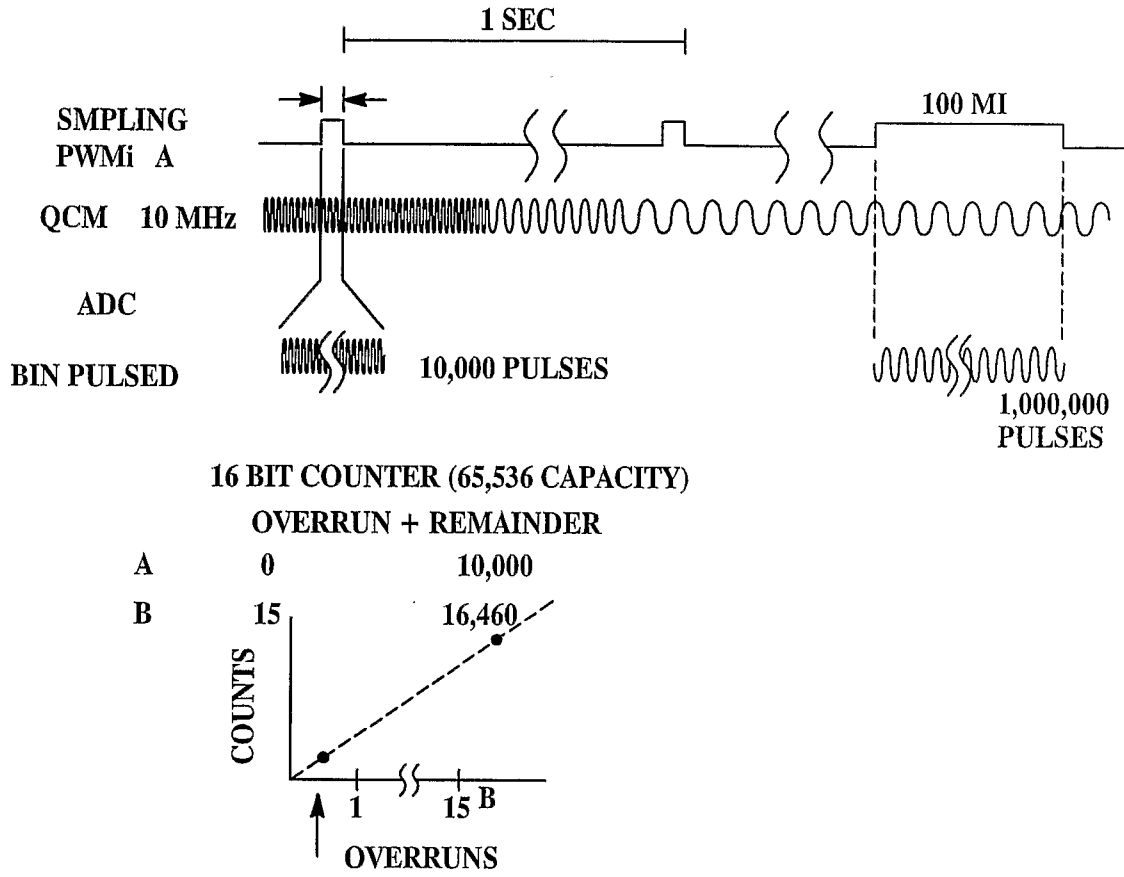 1 SEC
SMPLING
PWMi A
100 MI
QCM 10 MHz
ADC
BIN PULSED
10,000 PULSES
1,000,000
PULSES
16 BIT COUNTER (65,536 CAPACITY)
OVERRUN + REMAINDER
A 0 10,000
B 15 16,460
COUNTS
1 15 B
OVERRUNS